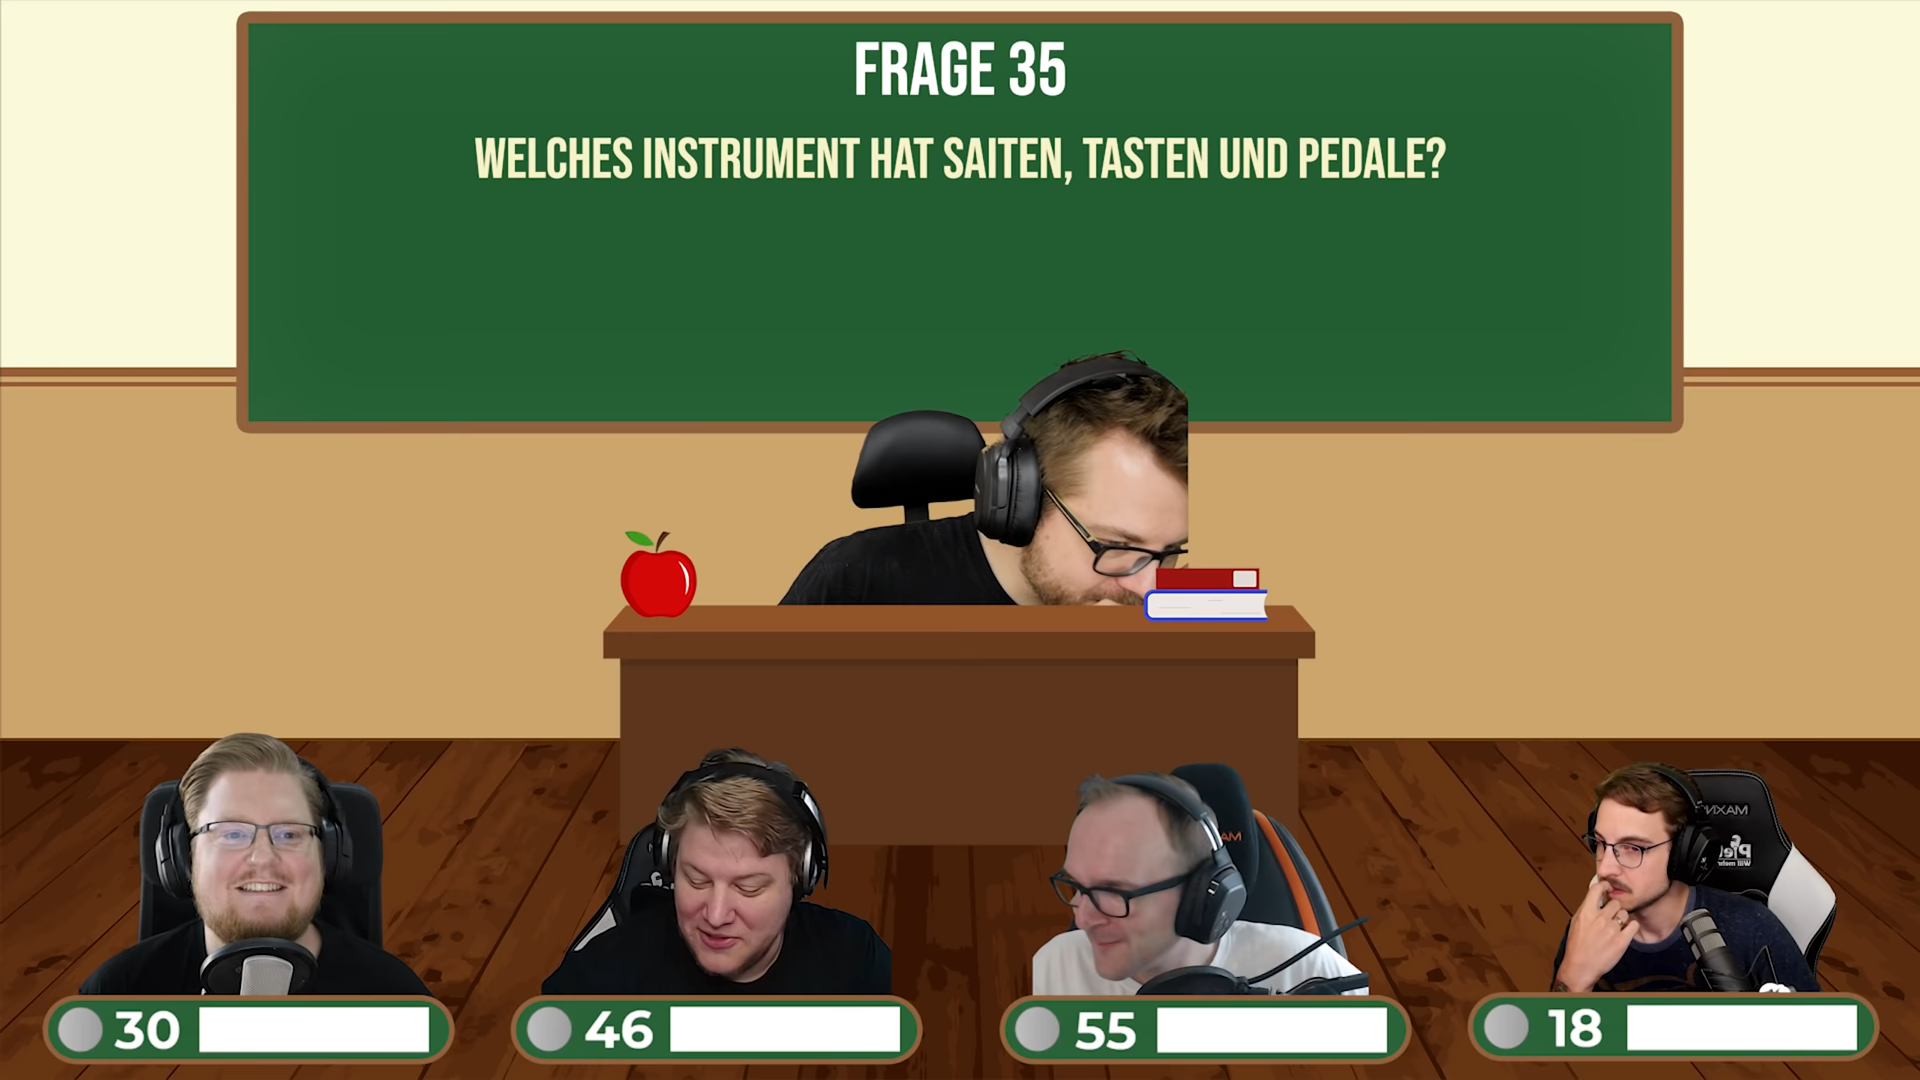 FRAGE 35
WELCHES INSTRUMENT HAT SAITEN, TASTEN UND PEDALE?
30
46
55
18